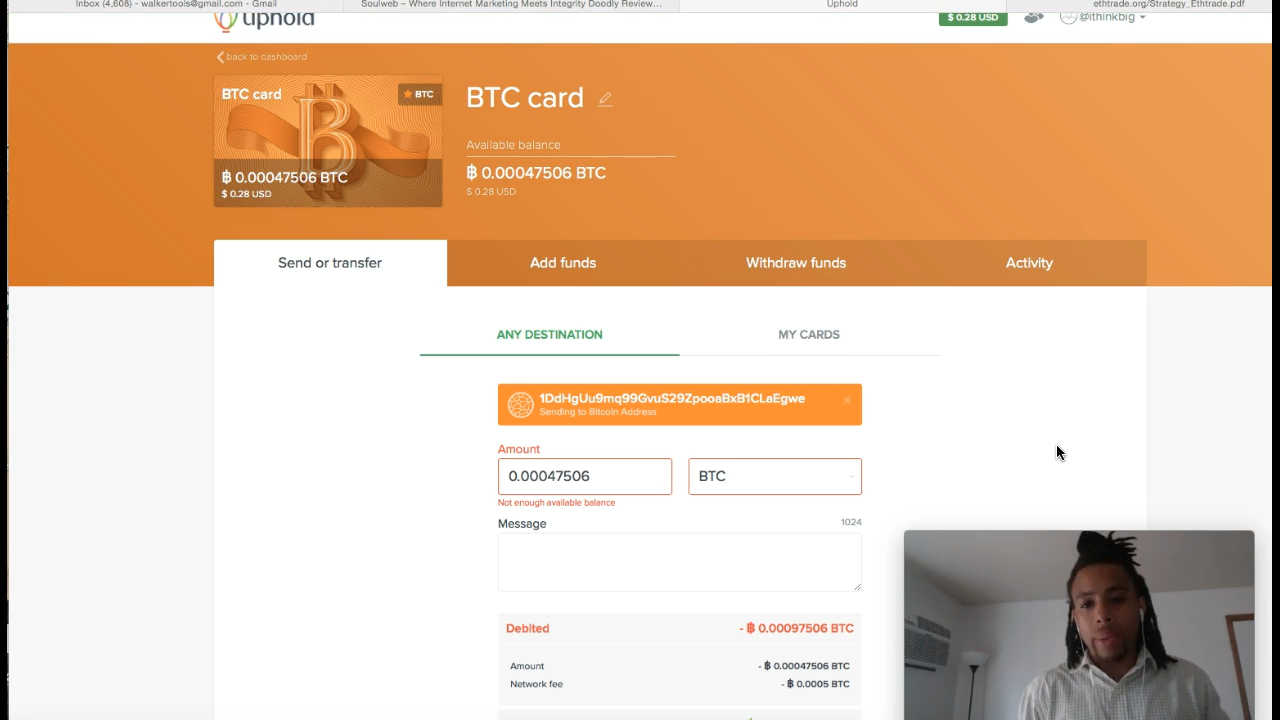 Inbox (4,608) - walkertools@gmail.com - Gmail
Soulweb – Where Internet Marketing Meets Integrity Doodly Review…
Uphold
ethtrade.org/Strategy_Ethtrade.pdf
uphold
$ 0.28 USD
@ithinkbig
back to cashboard
BTC card
BTC
฿ 0.00047506 BTC
$ 0.28 USD
BTC card
Available balance
฿ 0.00047506 BTC
$ 0.28 USD
Send or transfer
Add funds
Withdraw funds
Activity
ANY DESTINATION
MY CARDS
1DdHgUu9mq99GvuS29ZpooaBxB1CLaEgwe
Sending to Bitcoin Address
Amount
0.00047506
BTC
Not enough available balance
Message
1024
Debited
- ฿ 0.00097506 BTC
Amount
- ฿ 0.00047506 BTC
Network fee
- ฿ 0.0005 BTC